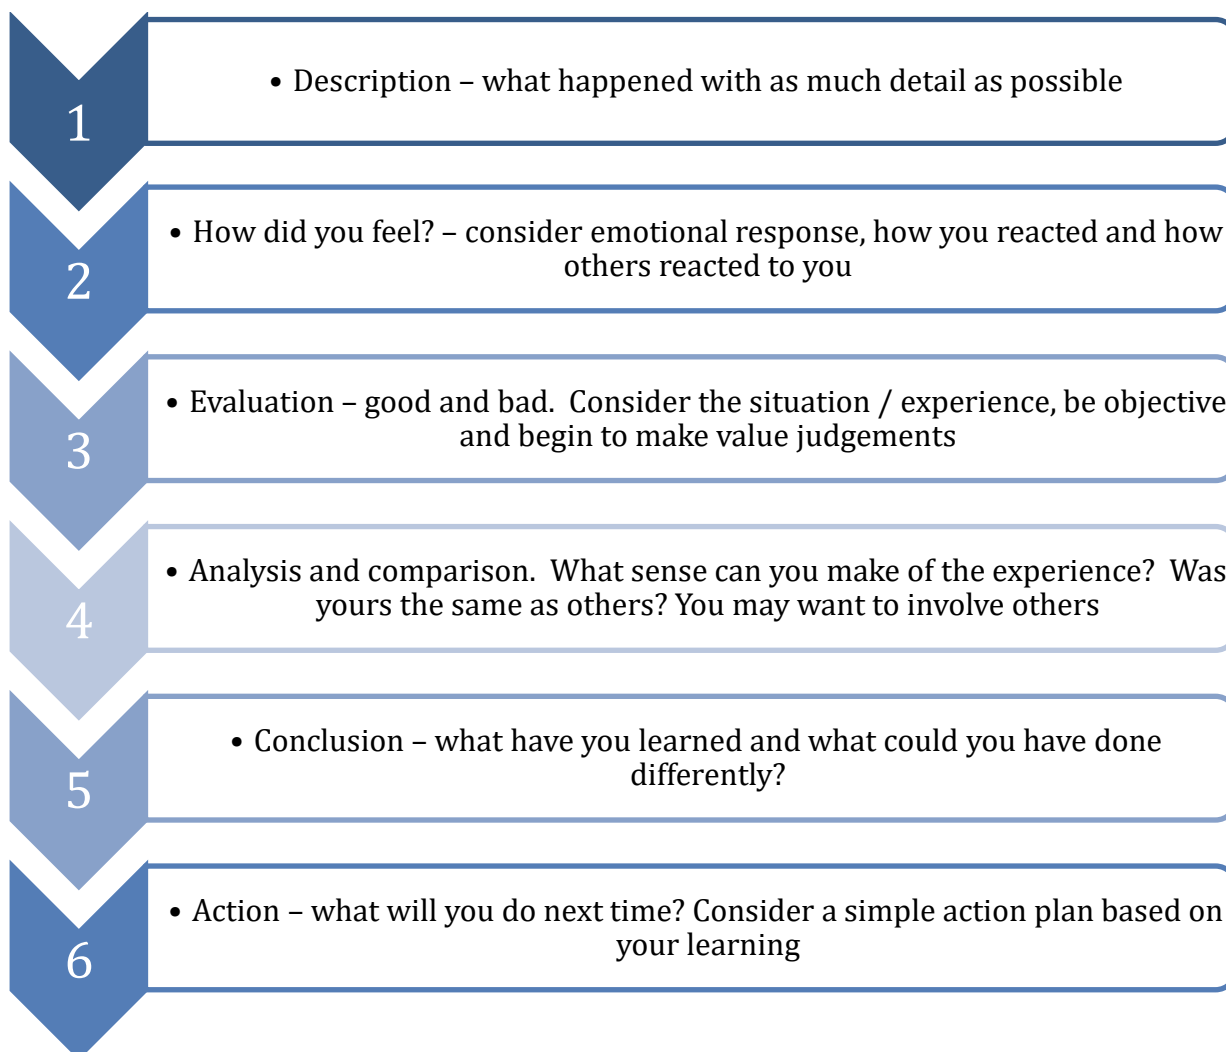 1
• Description – what happened with as much detail as possible
2
• How did you feel? – consider emotional response, how you reacted and how
others reacted to you
3
• Evaluation – good and bad.  Consider the situation / experience, be objective
and begin to make value judgements
4
• Analysis and comparison.  What sense can you make of the experience?  Was
yours the same as others? You may want to involve others
5
• Conclusion – what have you learned and what could you have done
differently?
6
• Action – what will you do next time? Consider a simple action plan based on
your learning